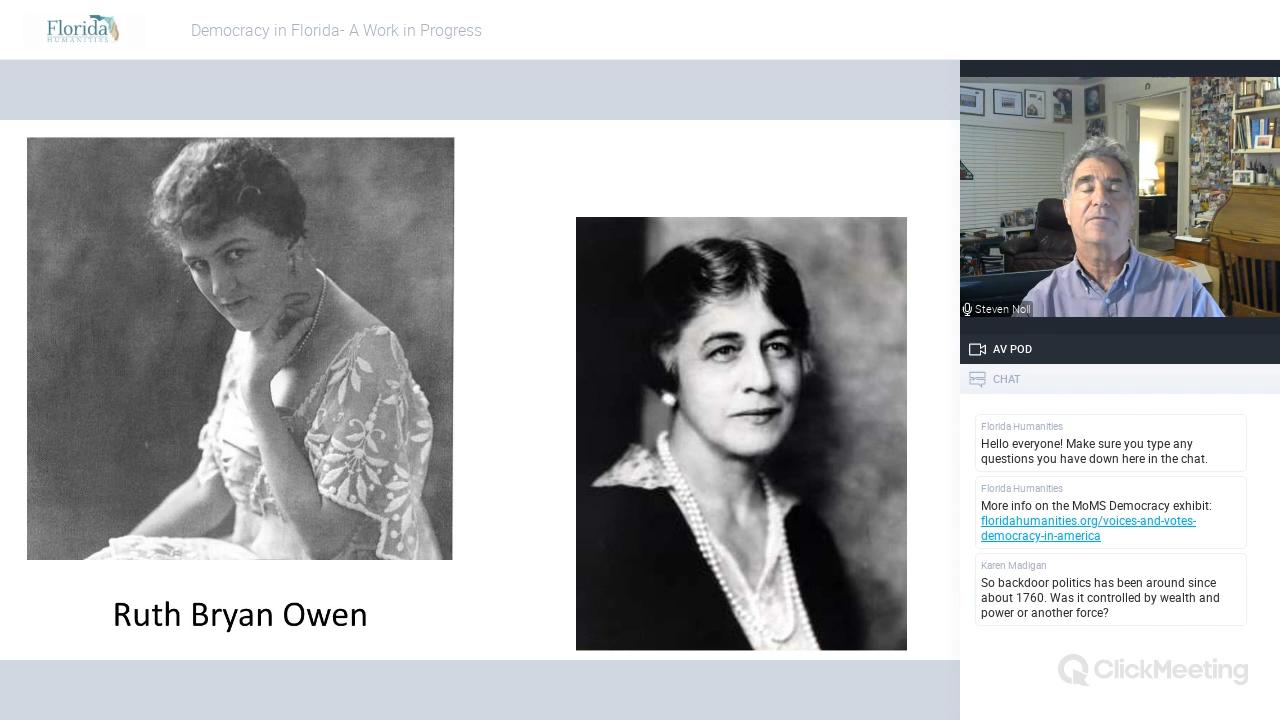 Florida
HUMANITIES
Democracy in Florida- A Work in Progress
Ruth Bryan Owen
Steven Noll
AV POD
CHAT
Florida Humanities
Hello everyone! Make sure you type any
questions you have down here in the chat.
Florida Humanities
More info on the MoMS Democracy exhibit:
floridahumanities.org/voices-and-votes-
democracy-in-america
Karen Madigan
So backdoor politics has been around since
about 1760. Was it controlled by wealth and
power or another force?
ClickMeeting